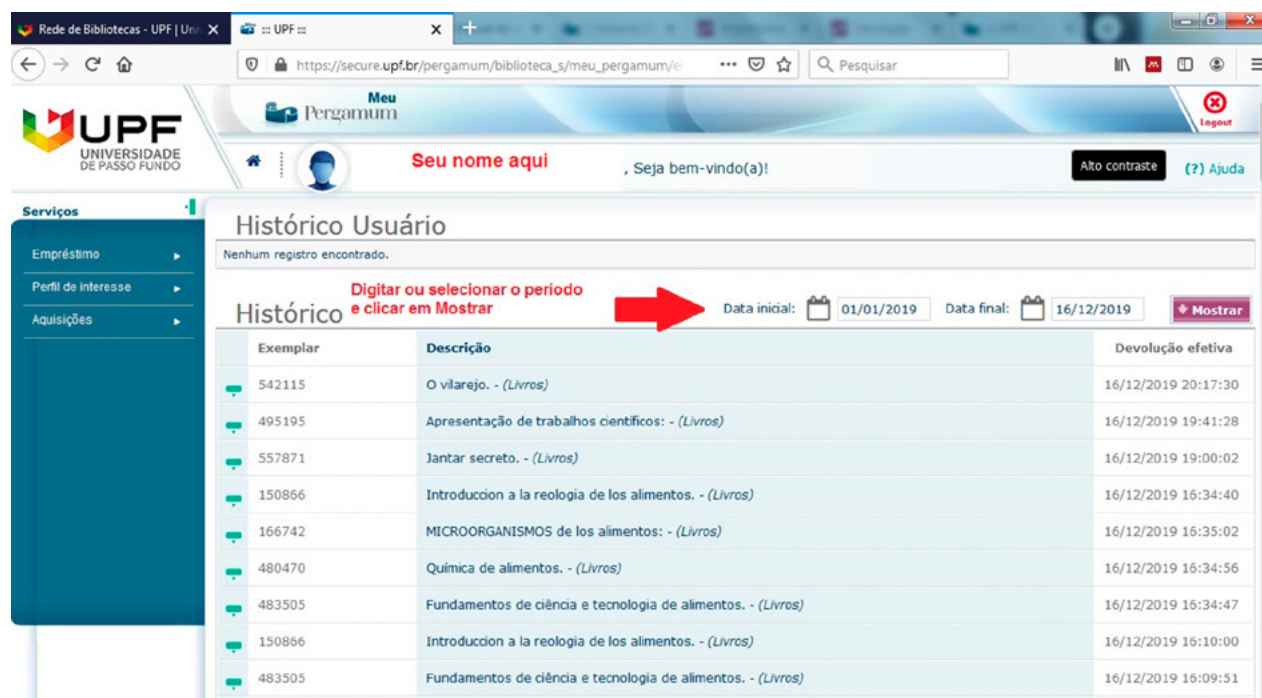 Rede de Bibliotecas - UPF | Uni
::: UPF :::
https://secure.upf.br/pergamum/biblioteca_s/meu_pergamum/
Pesquisar
UPF
UNIVERSIDADE
DE PASSO FUNDO
Meu
Pergamum
Logout
Seu nome aqui , Seja bem-vindo(a)!
Alto contraste
(?) Ajuda
Serviços
Empréstimo
Perfil de interesse
Aquisições
Histórico Usuário
Nenhum registro encontrado.
Digitar ou selecionar o período
e clicar em Mostrar
Histórico
Data inicial: 01/01/2019 Data final: 16/12/2019 Mostrar
Exemplar Descrição Devolução efetiva
542115 O vilarejo. - (Livros) 16/12/2019 20:17:30
495195 Apresentação de trabalhos científicos: - (Livros) 16/12/2019 19:41:28
557871 Jantar secreto. - (Livros) 16/12/2019 19:00:02
150866 Introduccion a la reologia de los alimentos. - (Livros) 16/12/2019 16:34:40
166742 MICROORGANISMOS de los alimentos: - (Livros) 16/12/2019 16:35:02
480470 Química de alimentos. - (Livros) 16/12/2019 16:34:56
483505 Fundamentos de ciência e tecnologia de alimentos. - (Livros) 16/12/2019 16:34:47
150866 Introduccion a la reologia de los alimentos. - (Livros) 16/12/2019 16:10:00
483505 Fundamentos de ciência e tecnologia de alimentos. - (Livros) 16/12/2019 16:09:51